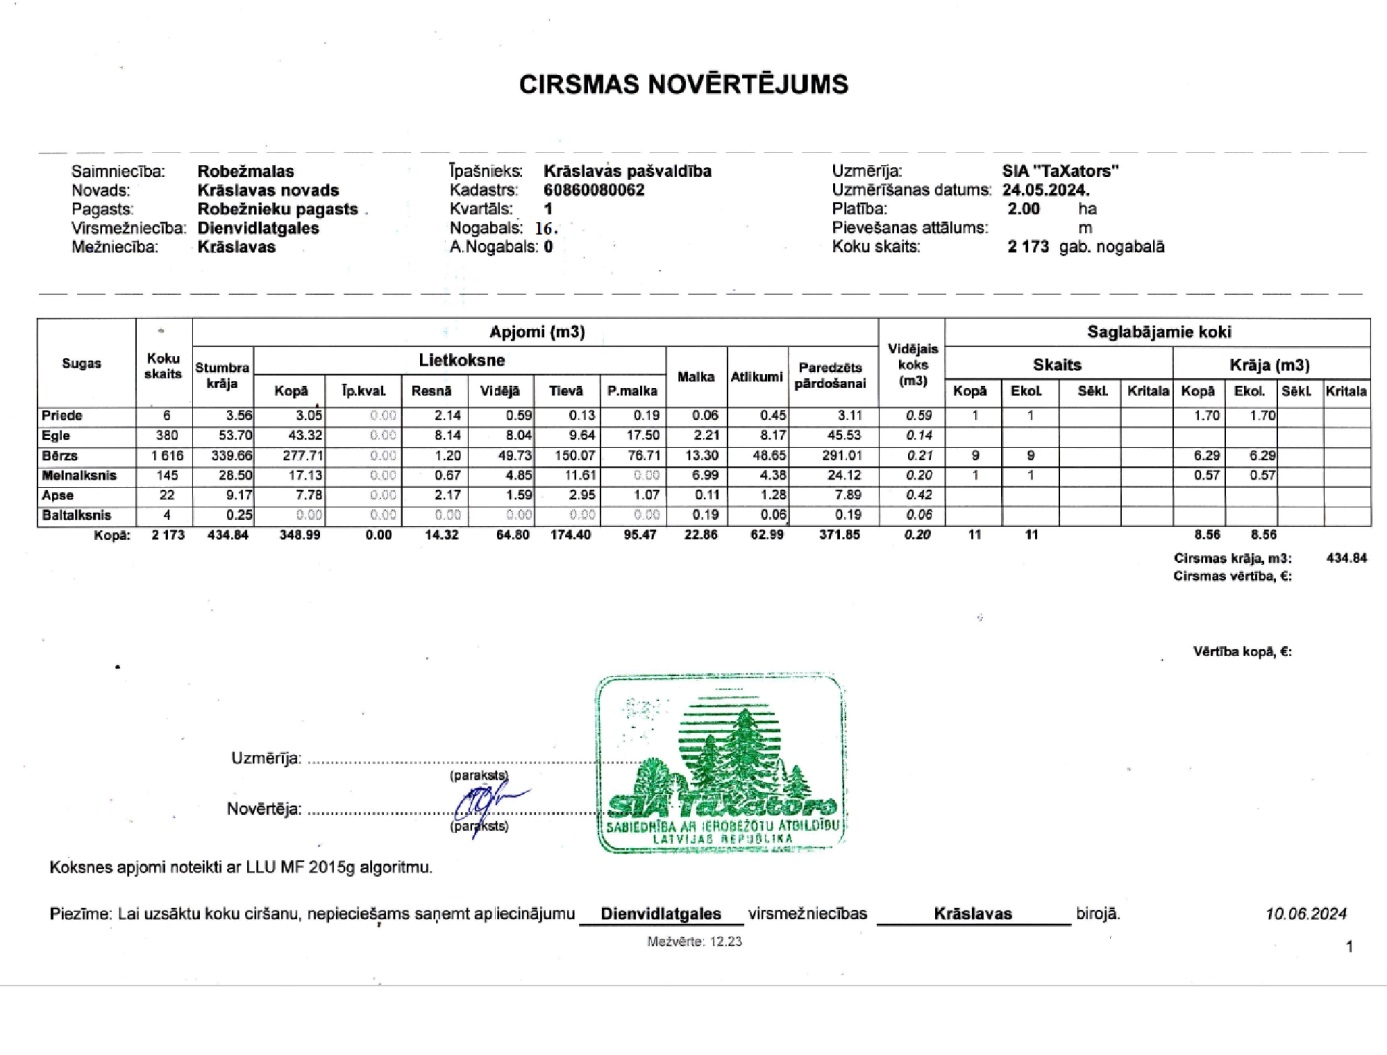 CIRSMAS NOVĒRTĒJUMS
Saimniecība: Robežmalas Īpašnieks: Krāslavas pašvaldība Uzmērīja: SIA "TaXators"
Novads: Krāslavas novads Kadastrs: 60860080062 Uzmērīšanas datums: 24.05.2024.
Pagasts: Robežnieku pagasts Kvartāls: 1 Platība: 2.00 ha
Virsmežniecība: Dienvidlatgales Nogabals: 16. Pievešanas attālums: m
Mežniecība: Krāslavas A.Nogabals: 0 Koku skaits: 2 173 gab. nogabalā
Sugas Koku skaits Apjomi (m3) Vidējais koks (m3) Saglabājamie koki
Stumbra krāja Lietkoksne Malka Atlikumi Paredzēts pārdošanai Skaits Krāja (m3)
Kopā Īp.kval. Resnā Vidējā Tievā P.malka Kopā Ekol. Sēkl. Kritala Kopā Ekol. Sēkl. Kritala
Priede 6 3.56 3.05 0.00 2.14 0.59 0.13 0.19 0.06 0.45 3.11 0.59 1 1 1.70 1.70
Egle 380 53.70 43.32 0.00 8.14 8.04 9.64 17.50 2.21 8.17 45.53 0.14
Bērzs 1 616 339.66 277.71 0.00 1.20 49.73 150.07 76.71 13.30 48.65 291.01 0.21 9 9 6.29 6.29
Melnalksnis 145 28.50 17.13 0.00 0.67 4.85 11.61 0.00 6.99 4.38 24.12 0.20 1 1 0.57 0.57
Apse 22 9.17 7.78 0.00 2.17 1.59 2.95 1.07 0.11 1.28 7.89 0.42
Baltalksnis 4 0.25 0.00 0.00 0.00 0.00 0.00 0.00 0.19 0.06 0.19 0.06
Kopā: 2 173 434.84 348.99 0.00 14.32 64.80 174.40 95.47 22.86 62.99 371.85 0.20 11 11 8.56 8.56
Cirsmas krāja, m3: 434.84
Cirsmas vērtība, €:
Vērtība kopā, €:
Uzmērīja:
(paraksts)
Novērtēja:
(paraksts)
SIA TaXators
SABIEDRĪBA AR IEROBEŽOTU ATBILDĪBU
LATVIJAS REPUBLIKA
Koksnes apjomi noteikti ar LLU MF 2015g algoritmu.
Piezīme: Lai uzsāktu koku ciršanu, nepieciešams saņemt apliecinājumu Dienvidlatgales virsmežniecības Krāslavas birojā. 10.06.2024
Mežvērte: 12.23
1